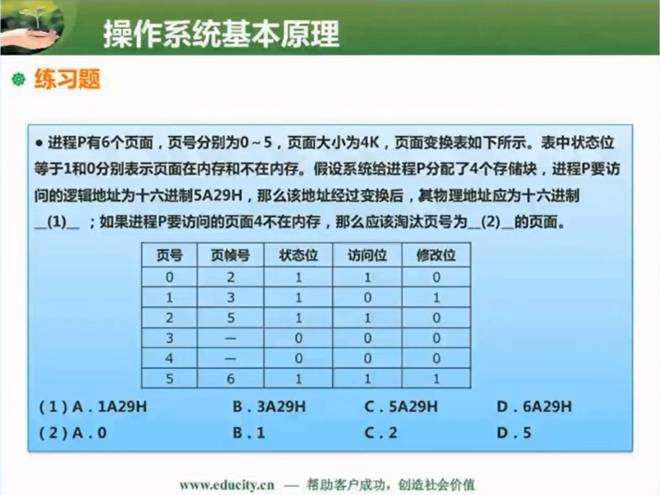 操作系统基本原理
练习题
● 进程P有6个页面，页号分别为0～5，页面大小为4K，页面变换表如下所示。表中状态位
等于1和0分别表示页面在内存和不在内存。假设系统给进程P分配了4个存储块，进程P要访
问的逻辑地址为十六进制5A29H，那么该地址经过变换后，其物理地址应为十六进制
__(1)__ ；如果进程P要访问的页面4不在内存，那么应该淘汰页号为__(2)__的页面。
页号 页帧号 状态位 访问位 修改位
0 2 1 1 0
1 3 1 0 1
2 5 1 1 0
3 — 0 0 0
4 — 0 0 0
5 6 1 1 1
（1）A．1A29H B．3A29H C．5A29H D．6A29H
（2）A．0 B．1 C．2 D．5
www.educity.cn — 帮助客户成功，创造社会价值